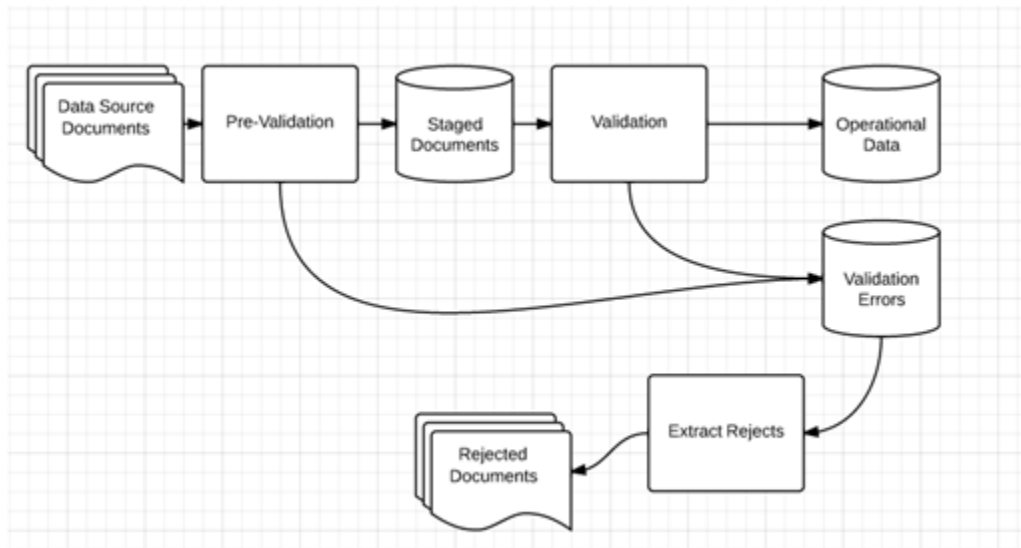 Data Source
Documents
Pre-Validation
Staged
Documents
Validation
Operational
Data
Validation
Errors
Extract Rejects
Rejected
Documents